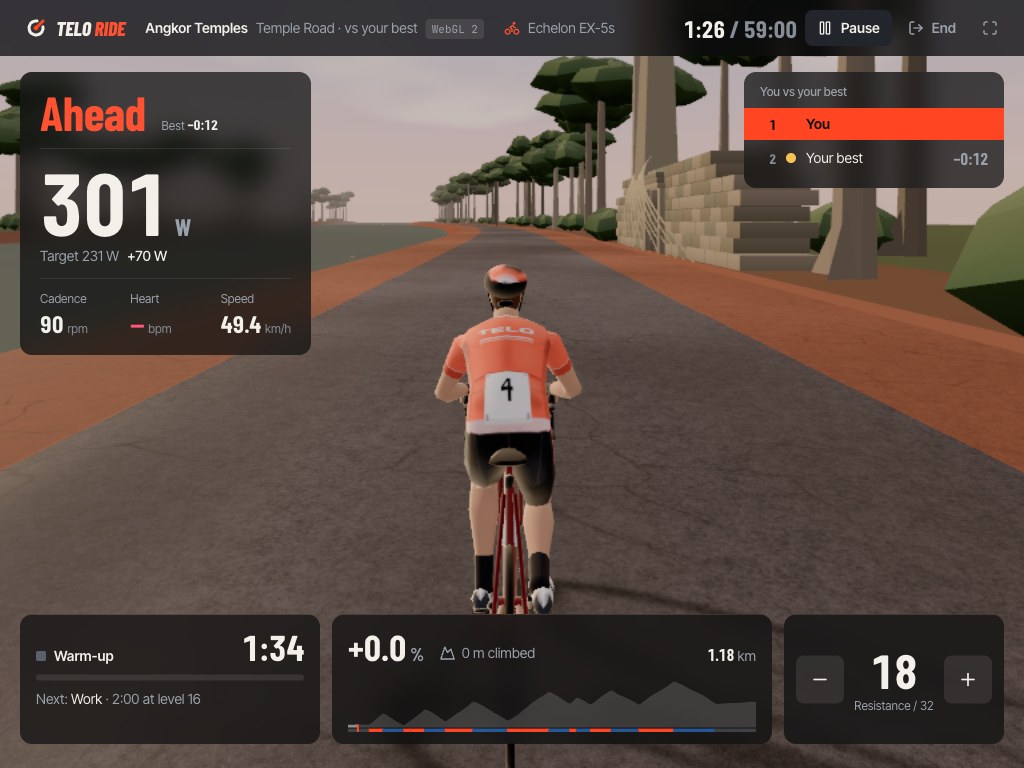 TELO RIDE Angkor Temples Temple Road · vs your best WebGL 2 Echelon EX-5s 1:26 / 59:00 Pause End
Ahead Best −0:12
301 W
Target 231 W +70 W
Cadence Heart Speed
90 rpm – bpm 49.4 km/h
You vs your best
1 You
2 Your best −0:12
TELO
4
Warm-up 1:34
Next: Work · 2:00 at level 16
+0.0 % 0 m climbed 1.18 km
− 18 +
Resistance / 32